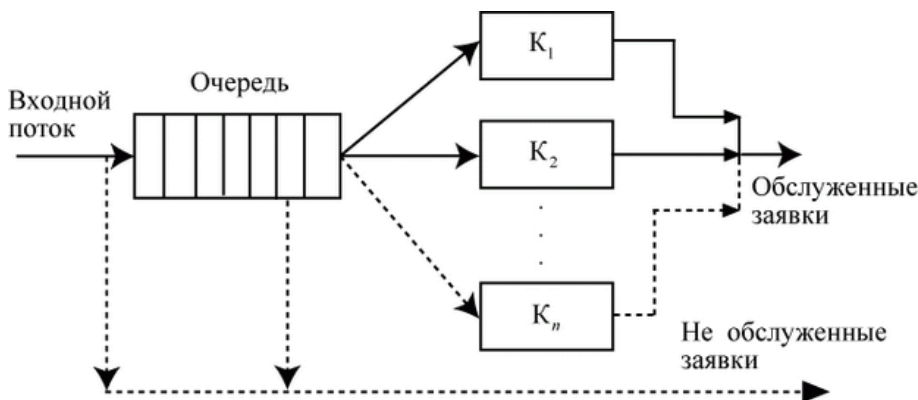 Входной
поток
Очередь
К₁
К₂
Кₙ
Обслуженные
заявки
Не обслуженные
заявки